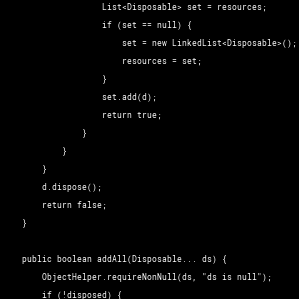 List<Disposable> set = resources;
if (set == null) {
set = new LinkedList<Disposable>();
resources = set;
}
set.add(d);
return true;
}
}
}
d.dispose();
return false;
}
public boolean addAll(Disposable... ds) {
ObjectHelper.requireNonNull(ds, "ds is null");
if (!disposed) {